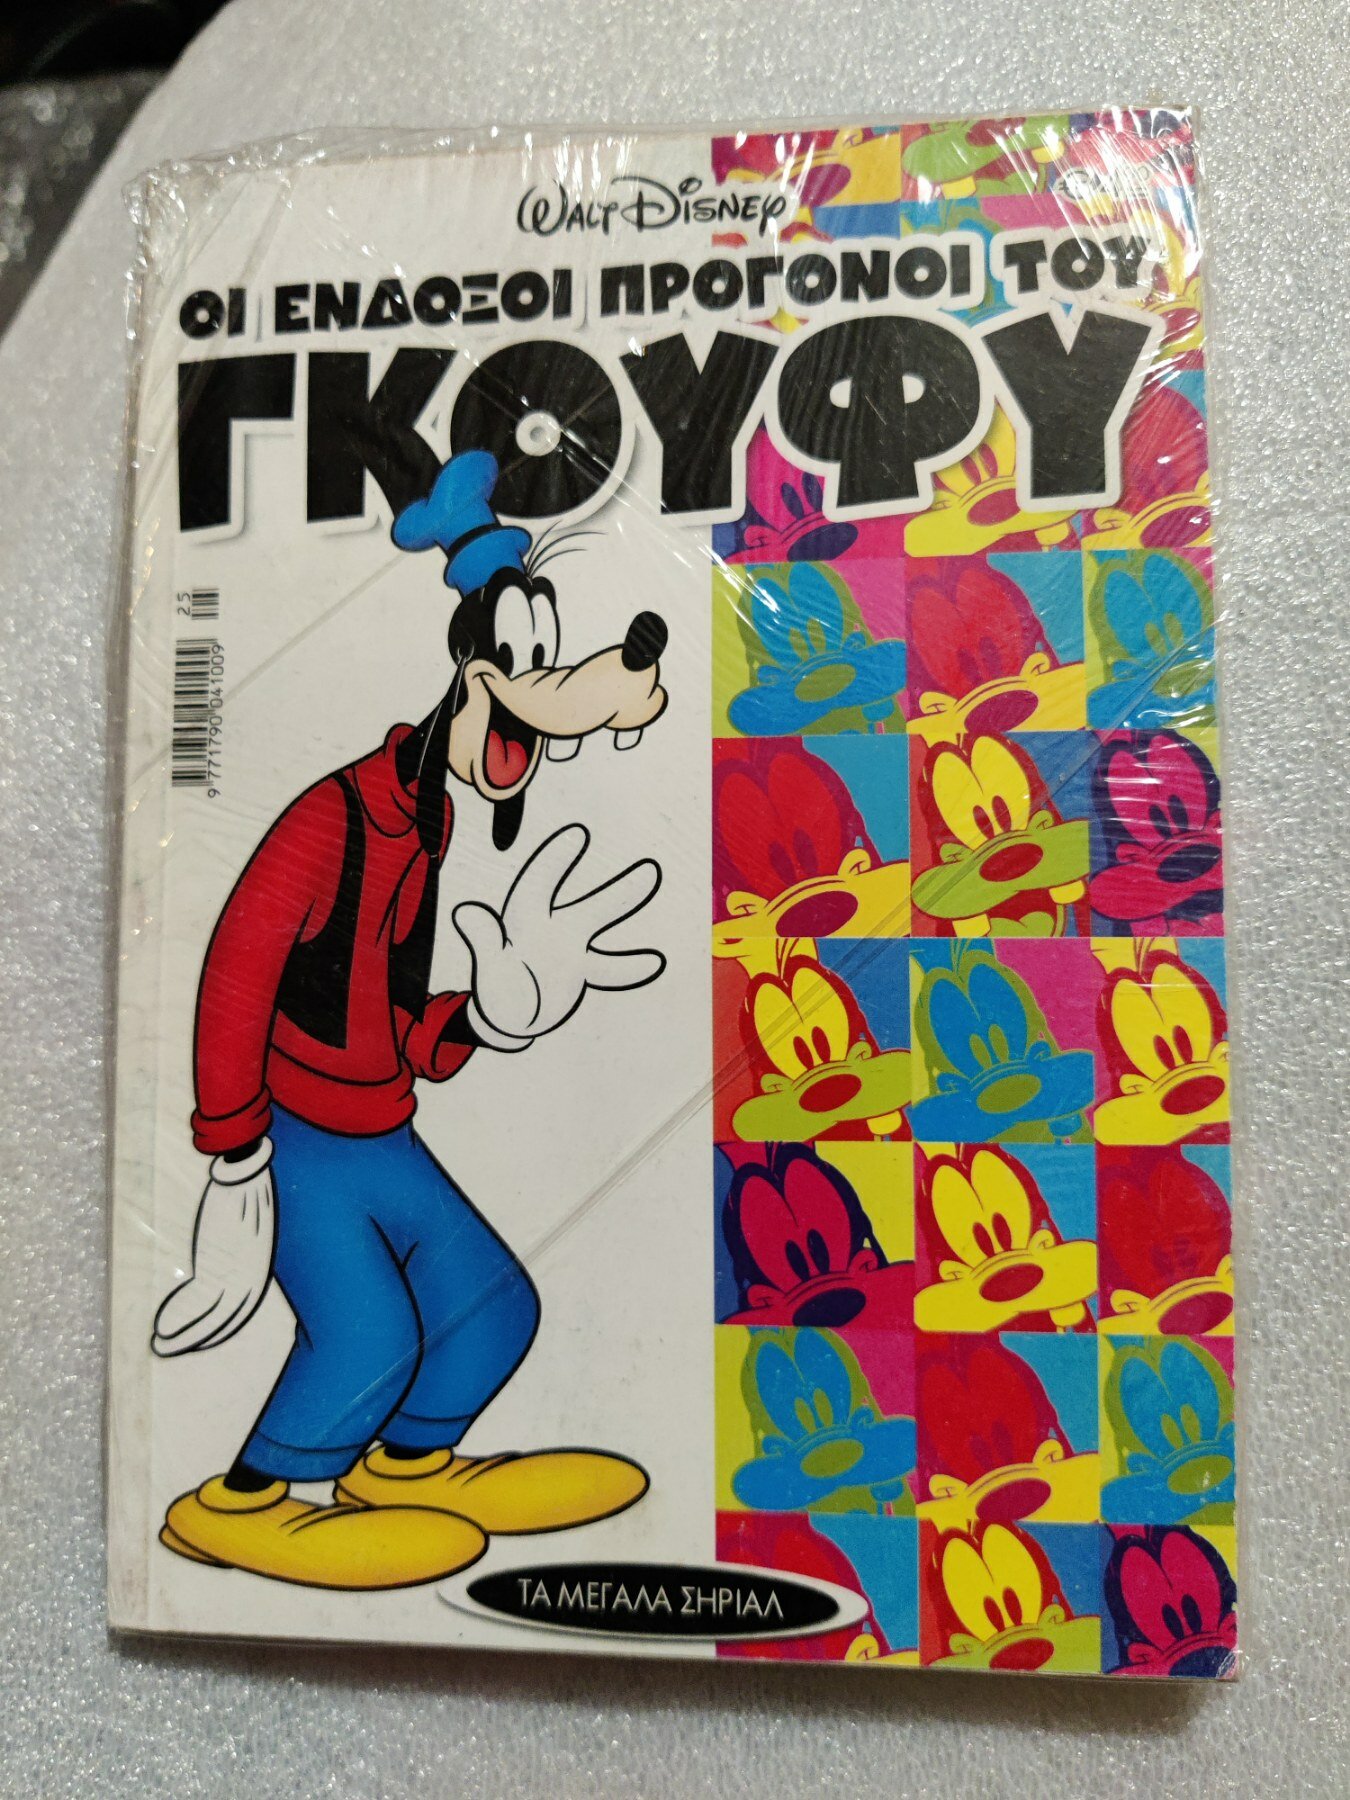 WALT DISNEY
ΟΙ ΕΝΔΟΞΟΙ ΠΡΟΓΟΝΟΙ ΤΟΥ
ΓΚΟΥΦΥ
25
9 771790 041009
ΤΑ ΜΕΓΑΛΑ ΣΗΡΙΑΛ